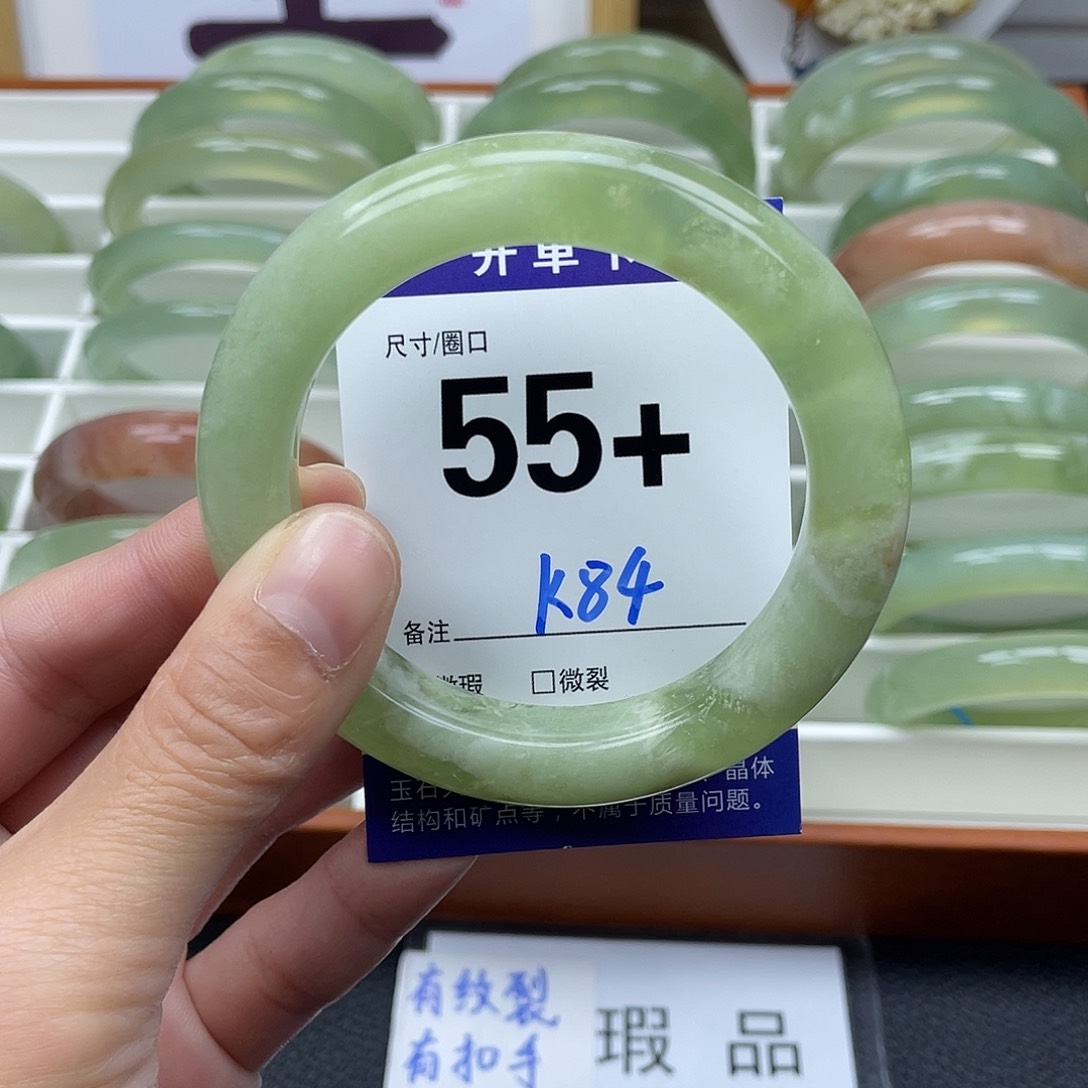 开单
尺寸/圈口
55+
K84
备注
微瑕 □微裂
玉石 晶体
结构和矿点等，不属于质量问题。
有纹裂
有扣手
瑕品